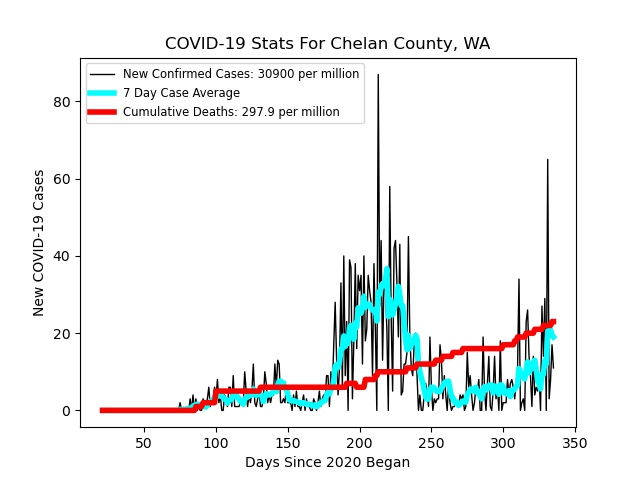 COVID-19 Stats For Chelan County, WA
New Confirmed Cases: 30900 per million
7 Day Case Average
Cumulative Deaths: 297.9 per million
New COVID-19 Cases
80
60
40
20
0
50 100 150 200 250 300 350
Days Since 2020 Began